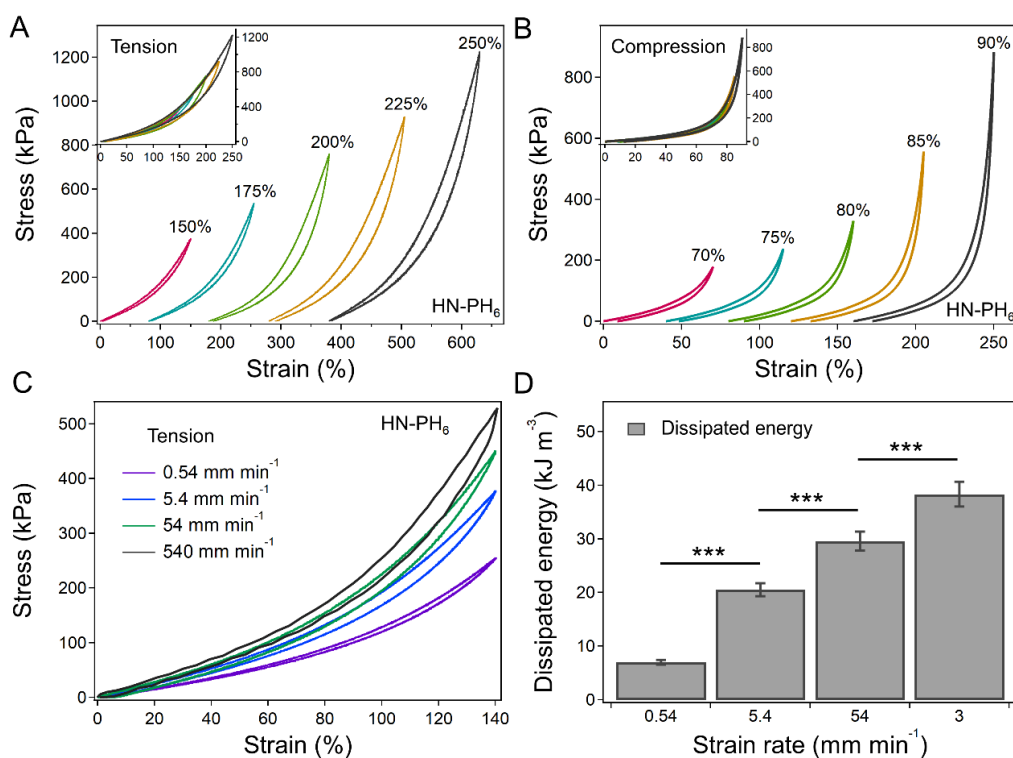 A
Tension
1200
800
400
0
0 50 100 150 200 250
150%
175%
200%
225%
250%
HN-PH6
Stress (kPa)
1200
1000
800
600
400
200
0
0 100 200 300 400 500 600
Strain (%)
B
Compression
800
600
400
200
0
0 20 40 60 80
70%
75%
80%
85%
90%
HN-PH6
Stress (kPa)
800
600
400
200
0
0 50 100 150 200 250
Strain (%)
C
HN-PH6
Tension
0.54 mm min-1
5.4 mm min-1
54 mm min-1
540 mm min-1
Stress (kPa)
500
400
300
200
100
0
0 20 40 60 80 100 120 140
Strain (%)
D
Dissipated energy
***
***
***
Dissipated energy (kJ m-3)
50
40
30
20
10
0
0.54 5.4 54 3
Strain rate (mm min-1)